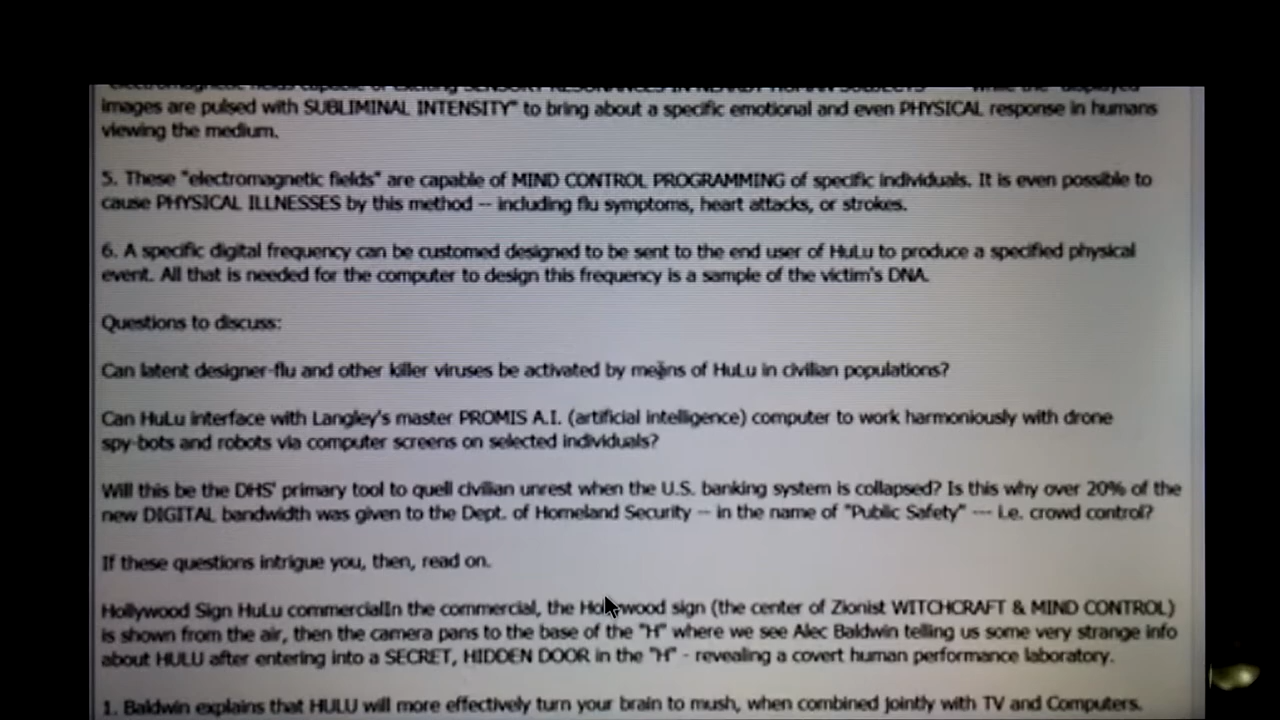 SENSORY RESONANCES IN NEARBY HUMAN SUBJECTS
images are pulsed with SUBLIMINAL INTENSITY" to bring about a specific emotional and even PHYSICAL response in humans
viewing the medium.
5. These "electromagnetic fields" are capable of MIND CONTROL PROGRAMMING of specific individuals. It is even possible to
cause PHYSICAL ILLNESSES by this method -- including flu symptoms, heart attacks, or strokes.
6. A specific digital frequency can be customed designed to be sent to the end user of HuLu to produce a specified physical
event. All that is needed for the computer to design this frequency is a sample of the victim's DNA.
Questions to discuss:
Can latent designer-flu and other killer viruses be activated by means of HuLu in civilian populations?
Can HuLu interface with Langley's master PROMIS A.I. (artificial intelligence) computer to work harmoniously with drone
spy-bots and robots via computer screens on selected individuals?
Will this be the DHS' primary tool to quell civilian unrest when the U.S. banking system is collapsed? Is this why over 20% of the
new DIGITAL bandwidth was given to the Dept. of Homeland Security -- in the name of "Public Safety" --- i.e. crowd control?
If these questions intrigue you, then, read on.
Hollywood Sign HuLu commercialIn the commercial, the Hollywood sign (the center of Zionist WITCHCRAFT & MIND CONTROL)
is shown from the air, then the camera pans to the base of the "H" where we see Alec Baldwin telling us some very strange info
about HULU after entering into a SECRET, HIDDEN DOOR in the "H" - revealing a covert human performance laboratory.
1. Baldwin explains that HULU will more effectively turn your brain to mush, when combined jointly with TV and Computers.